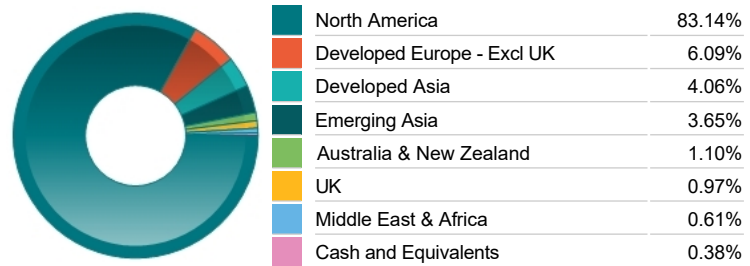 North America 83.14%
Developed Europe - Excl UK 6.09%
Developed Asia 4.06%
Emerging Asia 3.65%
Australia & New Zealand 1.10%
UK 0.97%
Middle East & Africa 0.61%
Cash and Equivalents 0.38%